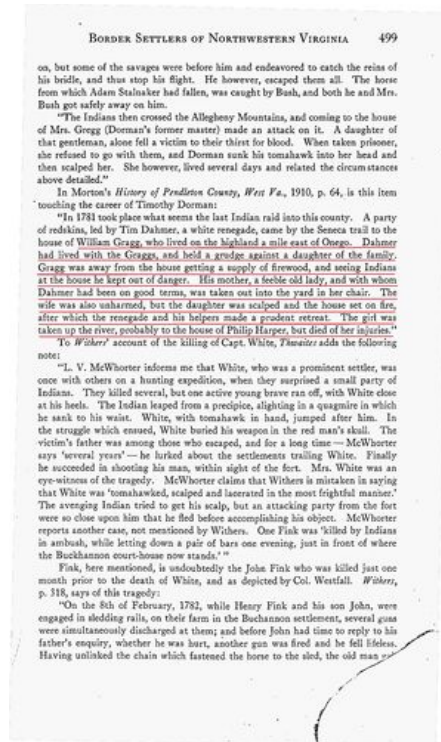 BORDER SETTLERS OF NORTHWESTERN VIRGINIA 499
on, but some of the savages were before him and endeavored to catch the reins of
his bridle, and thus stop his flight. He however, escaped them all. The horse
from which Adam Stalnaker had fallen, was caught by Bush, and both he and Mrs.
Bush got safely away on him.
"The Indians then crossed the Allegheny Mountains, and coming to the house
of Mrs. Gregg (Dorman's former master) made an attack on it. A daughter of
that gentleman, alone fell a victim to their thirst for blood. When taken prisoner,
she refused to go with them, and Dorman sunk his tomahawk into her head and
then scalped her. She however, lived several days and related the circumstances
above detailed."
In Morton's History of Pendleton County, West Va., 1910, p. 64, is this item
touching the career of Timothy Dorman:
"In 1781 took place what seems the last Indian raid into this county. A party
of redskins, led by Tim Dahmer, a white renegade, came by the Seneca trail to the
house of William Gragg, who lived on the highland a mile east of Onego. Dahmer
had lived with the Graggs, and held a grudge against a daughter of the family.
Gragg was away from the house getting a supply of firewood, and seeing Indians
at the house he kept out of danger. His mother, a feeble old lady, and with whom
Dahmer had been on good terms, was taken out into the yard in her chair. The
wife was also unharmed, but the daughter was scalped and the house set on fire,
after which the renegade and his helpers made a prudent retreat. The girl was
taken up the river, probably to the house of Philip Harper, but died of her injuries."
To Withers' account of the killing of Capt. White, Thwaites adds the following
note:
"L. V. McWhorter informs me that White, who was a prominent settler, was
once with others on a hunting expedition, when they surprised a small party of
Indians. They killed several, but one active young brave ran off, with White close
at his heels. The Indian leaped from a precipice, alighting in a quagmire in which
he sank to his waist. White, with tomahawk in hand, jumped after him. In
the struggle which ensued, White buried his weapon in the red man's skull. The
victim's father was among those who escaped, and for a long time — McWhorter
says 'several years' — he lurked about the settlements trailing White. Finally
he succeeded in shooting his man, within sight of the fort. Mrs. White was an
eye-witness of the tragedy. McWhorter claims that Withers is mistaken in saying
that White was 'tomahawked, scalped and lacerated in the most frightful manner.'
The avenging Indian tried to get his scalp, but an attacking party from the fort
were so close upon him that he fled before accomplishing his object. McWhorter
reports another case, not mentioned by Withers. One Fink was 'killed by Indians
in ambush, while letting down a pair of bars one evening, just in front of where
the Buckhannon court-house now stands.' "
Fink, here mentioned, is undoubtedly the John Fink who was killed just one
month prior to the death of White, and as depicted by Col. Westfall. Withers,
p. 318, says of this tragedy:
"On the 8th of February, 1782, while Henry Fink and his son John, were
engaged in sledding rails, on their farm in the Buchannon settlement, several guns
were simultaneously discharged at them; and before John had time to reply to his
father's enquiry, whether he was hurt, another gun was fired and he fell lifeless.
Having unlinked the chain which fastened the horse to the sled, the old man